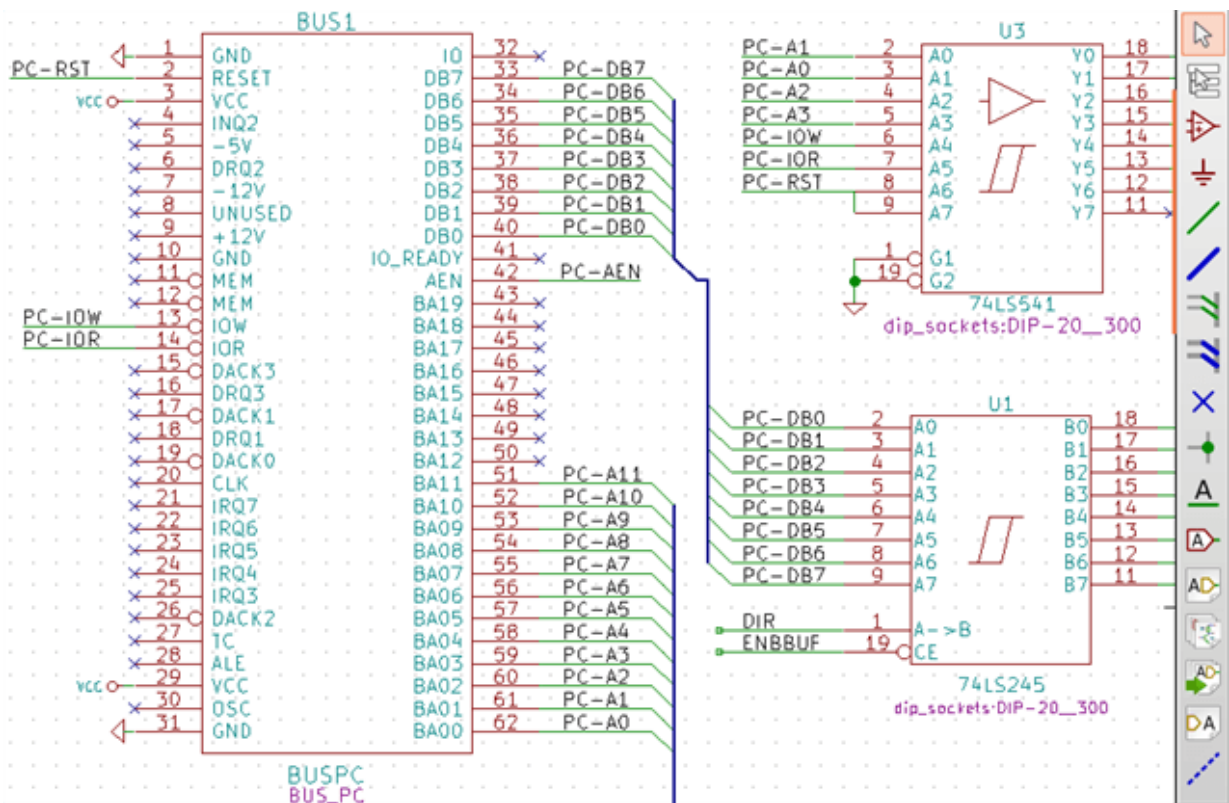 BUS1
1 GND IO 32
PC-RST 2 RESET DB7 33 PC-DB7
VCC 3 VCC DB6 34 PC-DB6
4 INQ2 DB5 35 PC-DB5
5 -5V DB4 36 PC-DB4
6 DRQ2 DB3 37 PC-DB3
7 -12V DB2 38 PC-DB2
8 UNUSED DB1 39 PC-DB1
9 +12V DB0 40 PC-DB0
10 GND IO_READY 41
11 MEM AEN 42 PC-AEN
12 MEM BA19 43
PC-IOW 13 IOW BA18 44
PC-IOR 14 IOR BA17 45
15 DACK3 BA16 46
16 DRQ3 BA15 47
17 DACK1 BA14 48
18 DRQ1 BA13 49
19 DACK0 BA12 50
20 CLK BA11 51 PC-A11
21 IRQ7 BA10 52 PC-A10
22 IRQ6 BA09 53 PC-A9
23 IRQ5 BA08 54 PC-A8
24 IRQ4 BA07 55 PC-A7
25 IRQ3 BA06 56 PC-A6
26 DACK2 BA05 57 PC-A5
27 TC BA04 58 PC-A4
28 ALE BA03 59 PC-A3
VCC 29 VCC BA02 60 PC-A2
30 OSC BA01 61 PC-A1
31 GND BA00 62 PC-A0
BUSPC
BUS_PC
U3
PC-A1 2 A0 Y0 18
PC-A0 3 A1 Y1 17
PC-A2 4 A2 Y2 16
PC-A3 5 A3 Y3 15
PC-IOW 6 A4 Y4 14
PC-IOR 7 A5 Y5 13
PC-RST 8 A6 Y6 12
9 A7 Y7 11
1 G1
19 G2
74LS541
dip_sockets:DIP-20__300
U1
PC-DB0 2 A0 B0 18
PC-DB1 3 A1 B1 17
PC-DB2 4 A2 B2 16
PC-DB3 5 A3 B3 15
PC-DB4 6 A4 B4 14
PC-DB5 7 A5 B5 13
PC-DB6 8 A6 B6 12
PC-DB7 9 A7 B7 11
DIR 1 A->B
ENBBUF 19 CE
74LS245
dip_sockets:DIP-20__300
A
A
A
A
A